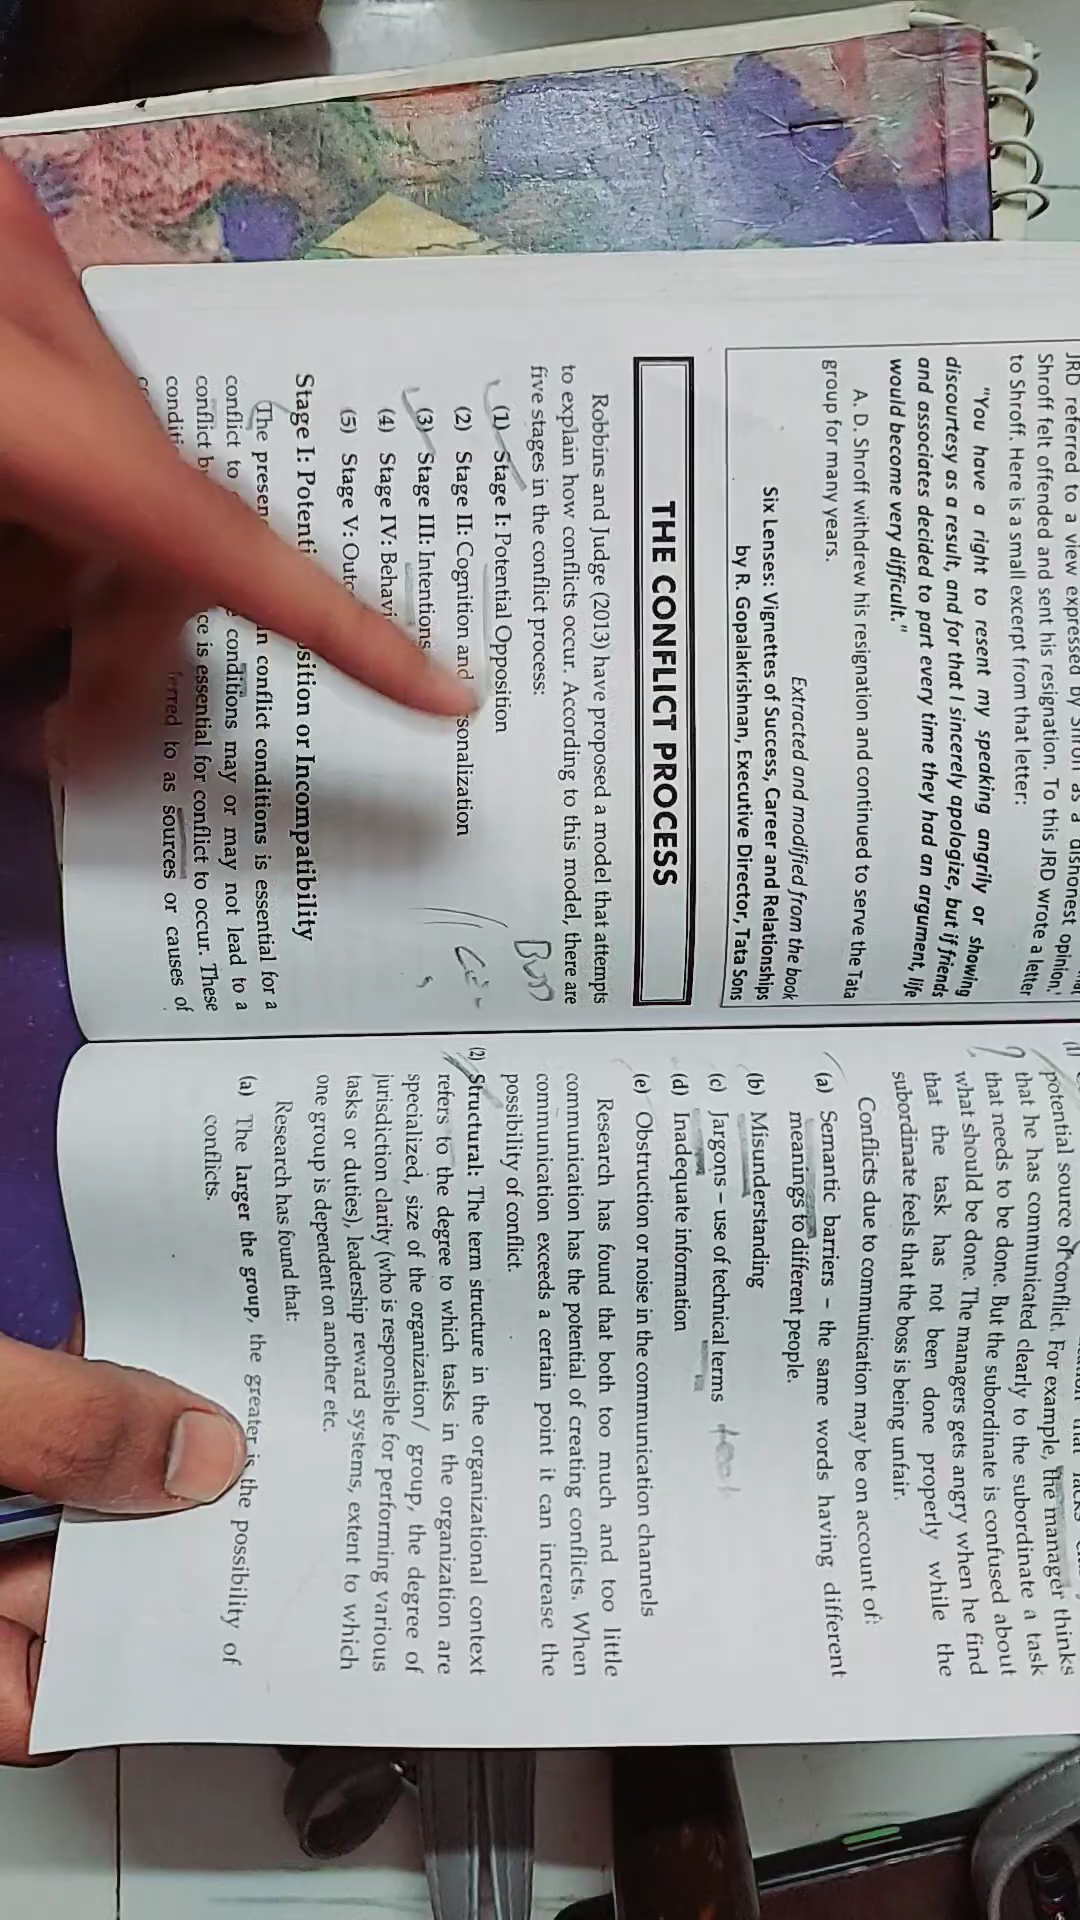 JRD referred to a view expressed by Shroff as a dishonest opinion,
Shroff felt offended and sent his resignation. To this JRD wrote a letter
to Shroff. Here is a small excerpt from that letter:
"You have a right to resent my speaking angrily or showing
discourtesy as a result, and for that I sincerely apologize, but if friends
and associates decided to part every time they had an argument, life
would become very difficult."
A. D. Shroff withdrew his resignation and continued to serve the Tata
group for many years.
Extracted and modified from the book
Six Lenses: Vignettes of Success, Career and Relationships
by R. Gopalakrishnan, Executive Director, Tata Sons
THE CONFLICT PROCESS
Robbins and Judge (2013) have proposed a model that attempts
to explain how conflicts occur. According to this model, there are
five stages in the conflict process:
(1) Stage I: Potential Opposition
(2) Stage II: Cognition and sonalization
(3) Stage III: Intentions
(4) Stage IV: Behavi
(5) Stage V: Outc
Stage I: Potenti sition or Incompatibility
The presen in conflict conditions is essential for a
conflict to conditions may or may not lead to a
conflict b ce is essential for conflict to occur. These
conditi ferred to as sources or causes of
(1)
potential source of conflict. For example, the manager thinks
that he has communicated clearly to the subordinate a task
that needs to be done. But the subordinate is confused about
what should be done. The managers gets angry when he find
that the task has not been done properly while the
subordinate feels that the boss is being unfair.
Conflicts due to communication may be on account of:
(a) Semantic barriers – the same words having different
meanings to different people.
(b) Misunderstanding
(c) Jargons – use of technical terms
(d) Inadequate information
(e) Obstruction or noise in the communication channels
Research has found that both too much and too little
communication has the potential of creating conflicts. When
communication exceeds a certain point it can increase the
possibility of conflict.
(2) Structural: The term structure in the organizational context
refers to the degree to which tasks in the organization are
specialized, size of the organization/ group, the degree of
jurisdiction clarity (who is responsible for performing various
tasks or duties), leadership reward systems, extent to which
one group is dependent on another etc.
Research has found that:
(a) The larger the group, the greater is the possibility of
conflicts.